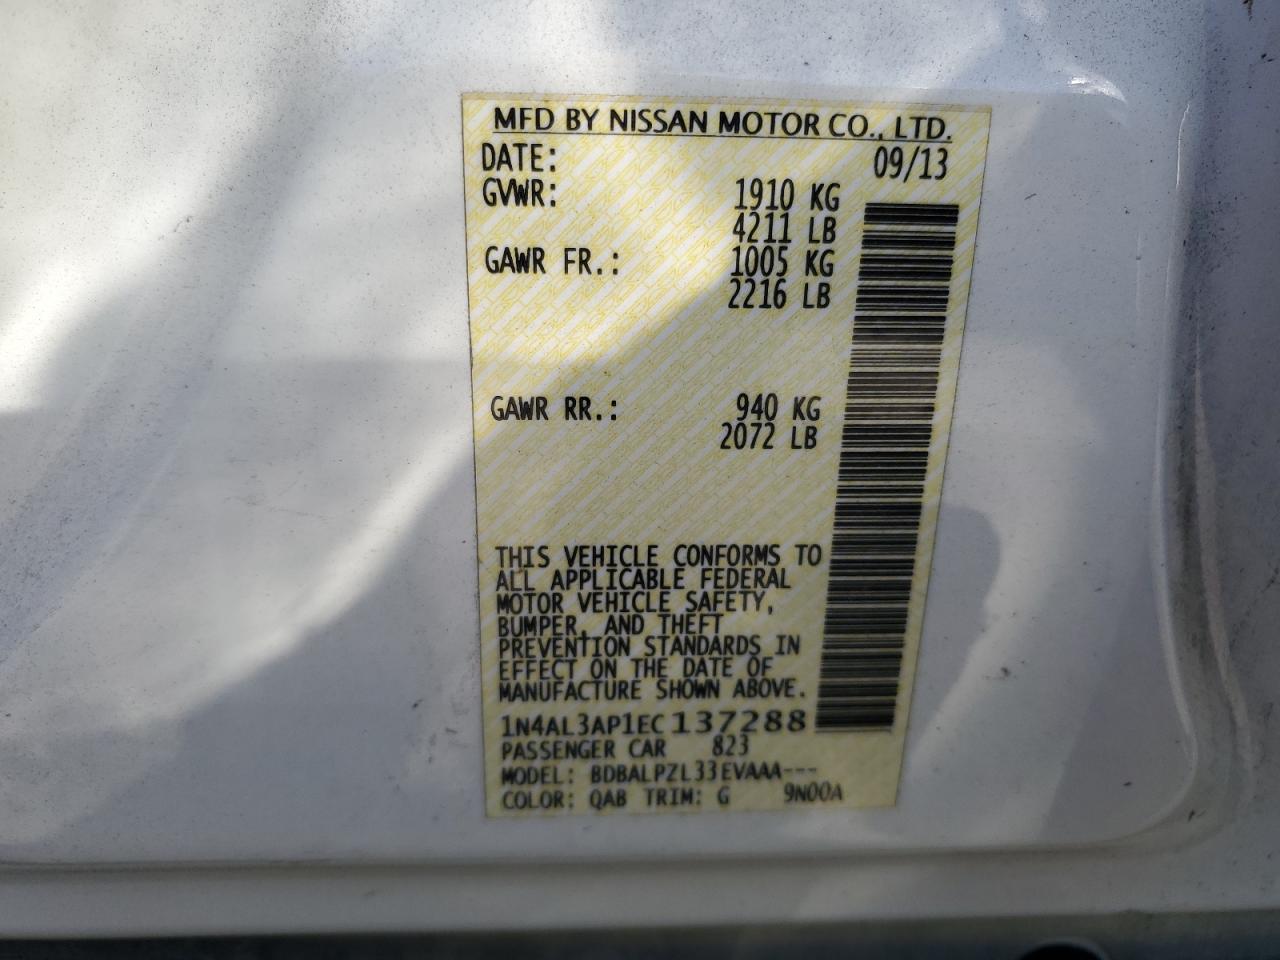 MFD BY NISSAN MOTOR CO., LTD.
DATE: 09/13
GVWR: 1910 KG
4211 LB
GAWR FR.: 1005 KG
2216 LB
GAWR RR.: 940 KG
2072 LB
THIS VEHICLE CONFORMS TO
ALL APPLICABLE FEDERAL
MOTOR VEHICLE SAFETY,
BUMPER, AND THEFT
PREVENTION STANDARDS IN
EFFECT ON THE DATE OF
MANUFACTURE SHOWN ABOVE.
1N4AL3AP1EC137288
PASSENGER CAR 823
MODEL: BDBALPZL33EVAAA---
COLOR: QAB TRIM: G 9N00A